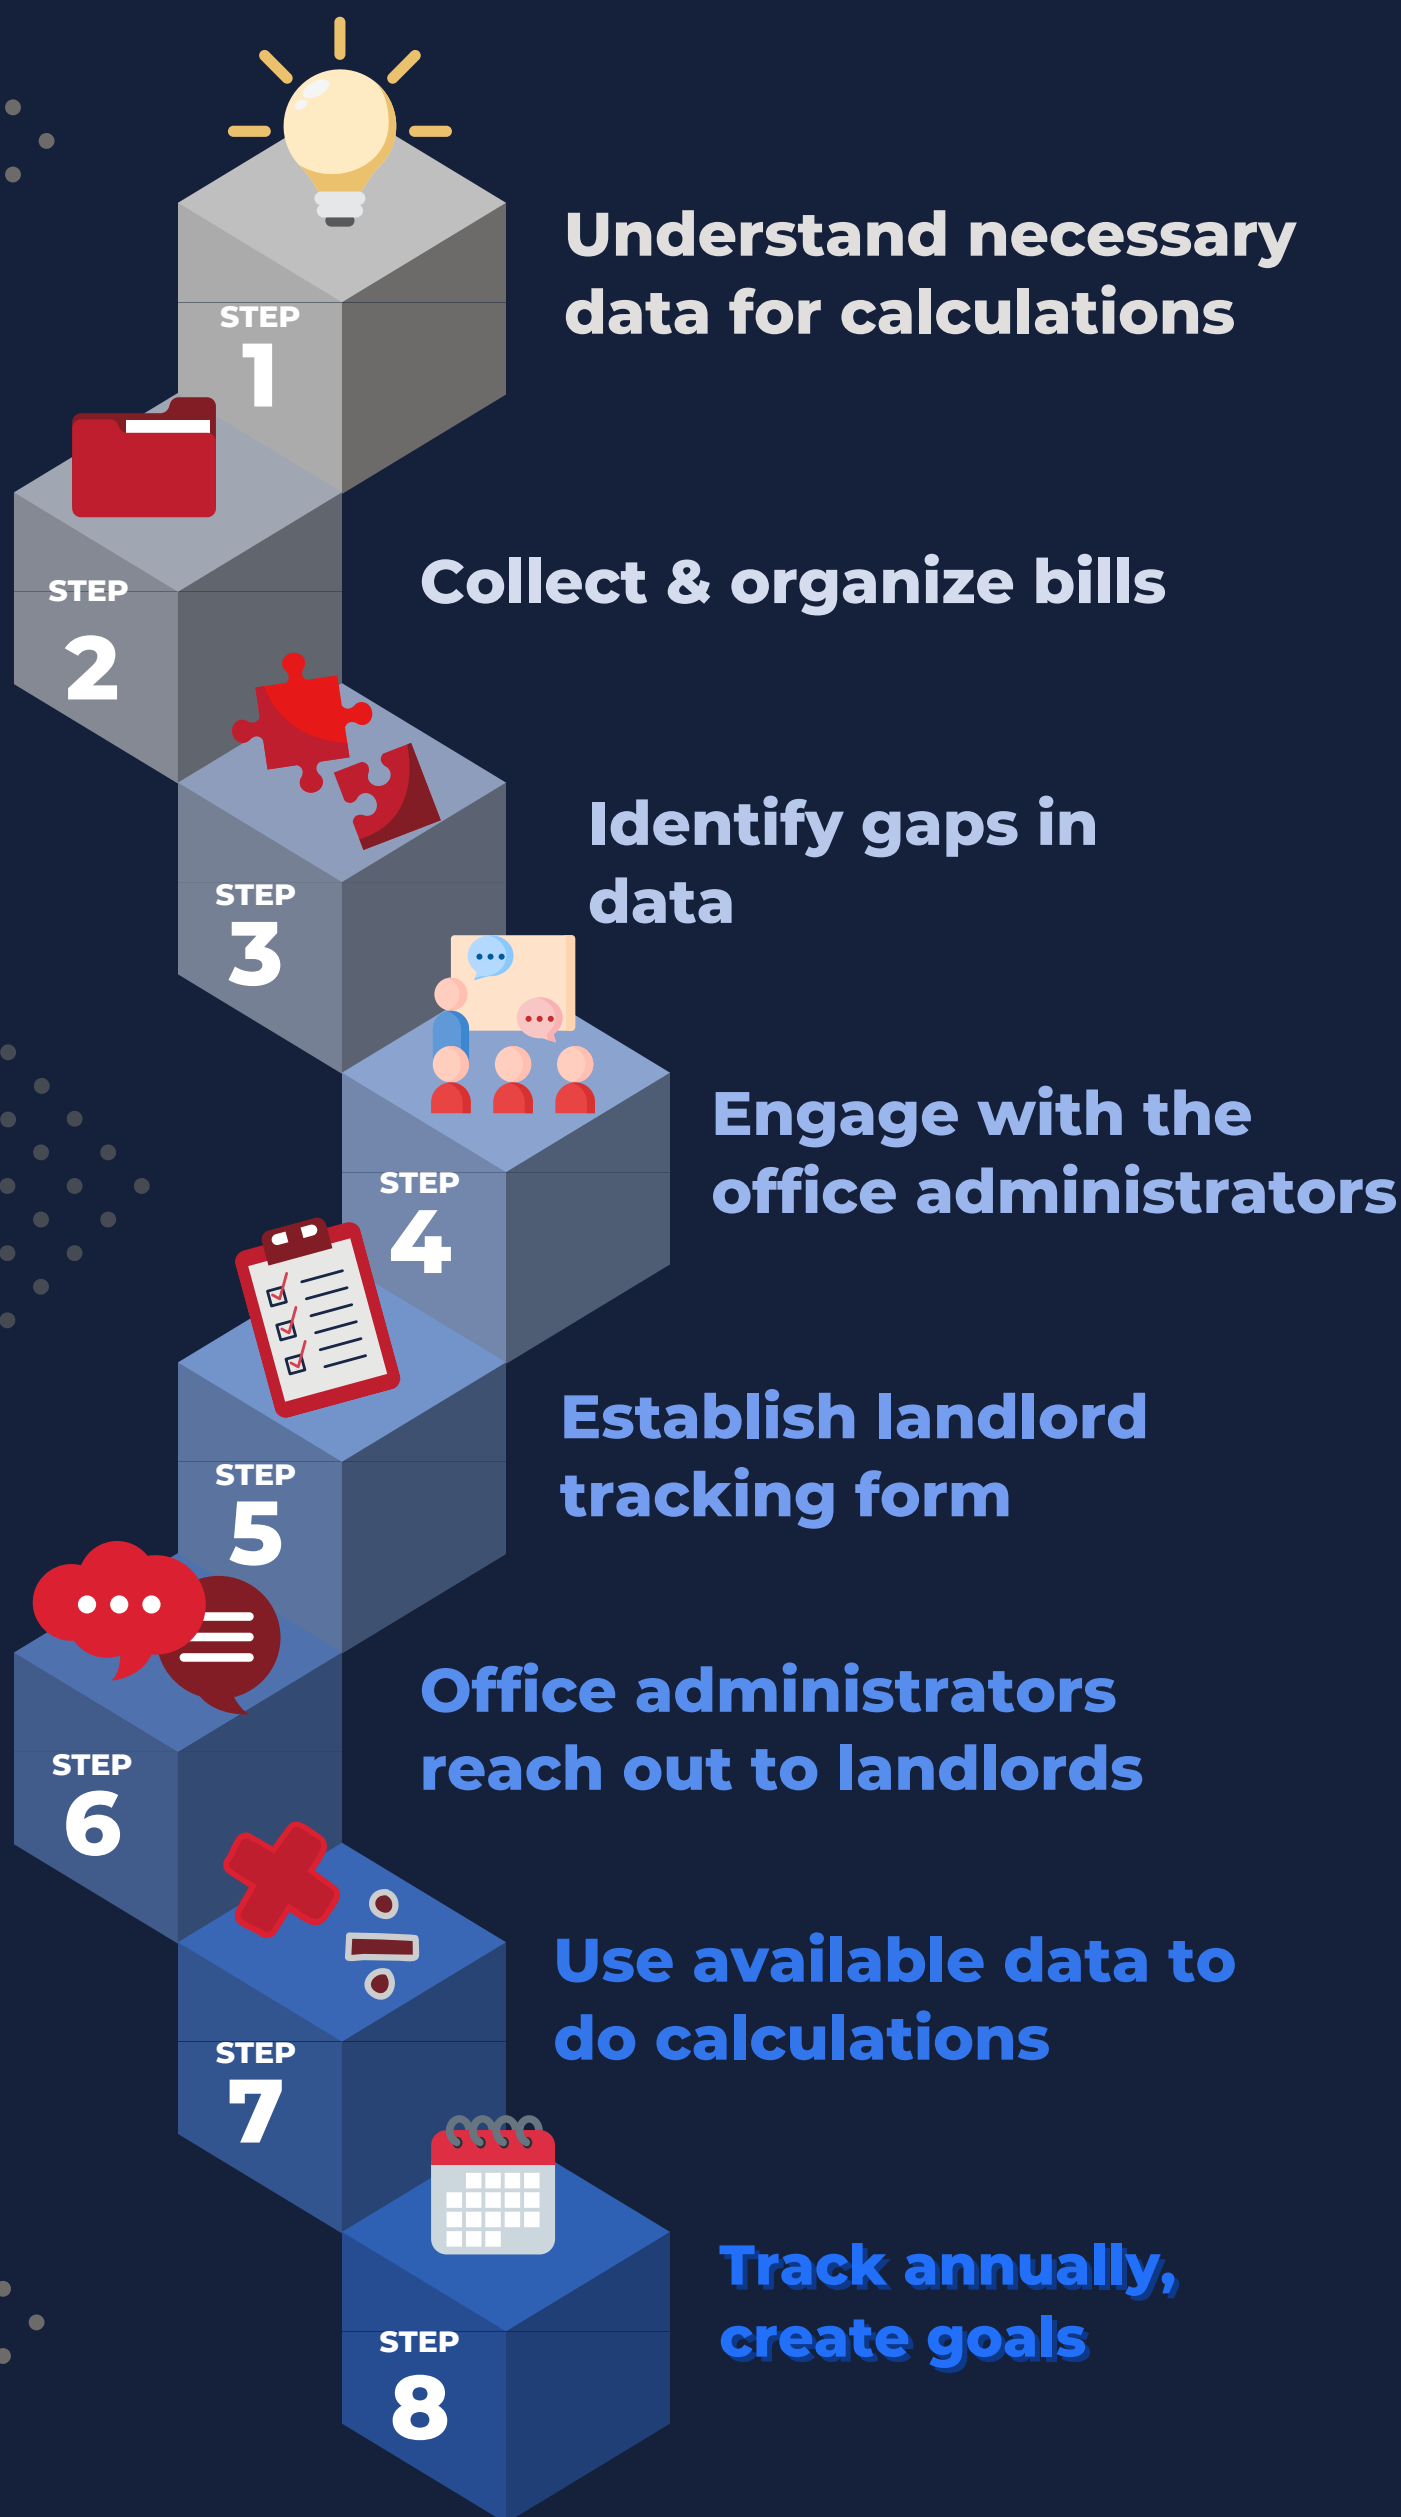 STEP
1
Understand necessary
data for calculations
STEP
2
Collect & organize bills
STEP
3
Identify gaps in
data
STEP
4
Engage with the
office administrators
STEP
5
Establish landlord
tracking form
STEP
6
Office administrators
reach out to landlords
STEP
7
Use available data to
do calculations
STEP
8
Track annually,
create goals